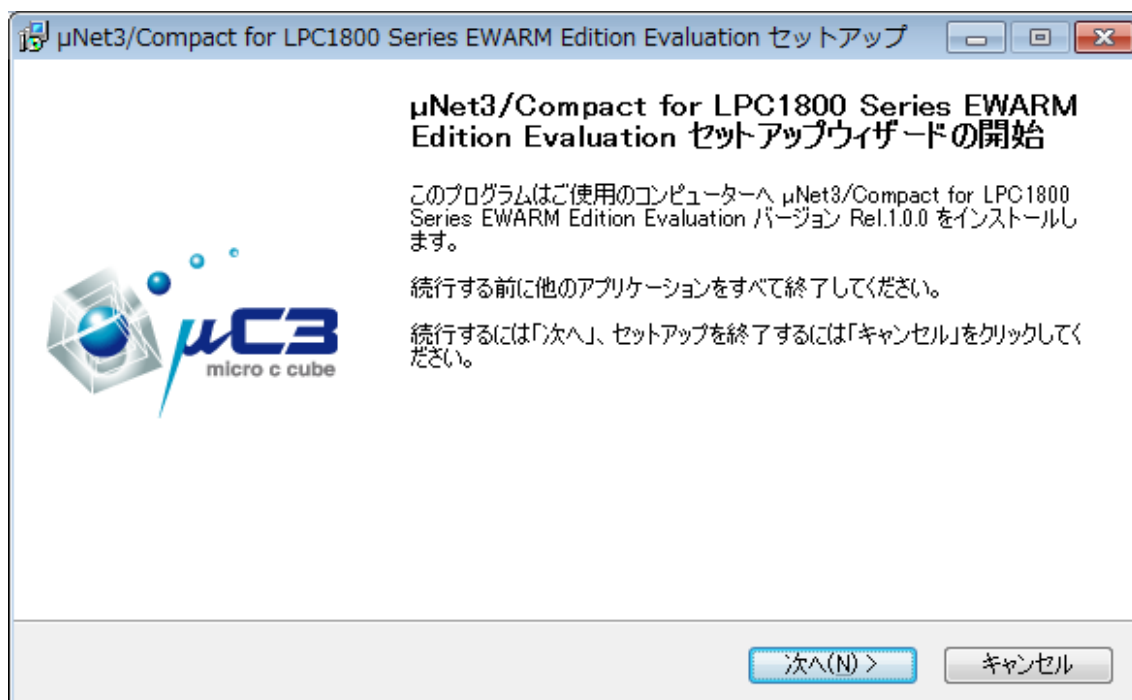 µNet3/Compact for LPC1800 Series EWARM Edition Evaluation セットアップ
µNet3/Compact for LPC1800 Series EWARM
Edition Evaluation セットアップウィザードの開始
このプログラムはご使用のコンピューターへ µNet3/Compact for LPC1800
Series EWARM Edition Evaluation バージョン Rel.1.0.0 をインストールし
ます。
続行する前に他のアプリケーションをすべて終了してください。
続行するには「次へ」、セットアップを終了するには「キャンセル」をクリックしてく
ださい。
µC3
micro c cube
次へ(N) >
キャンセル